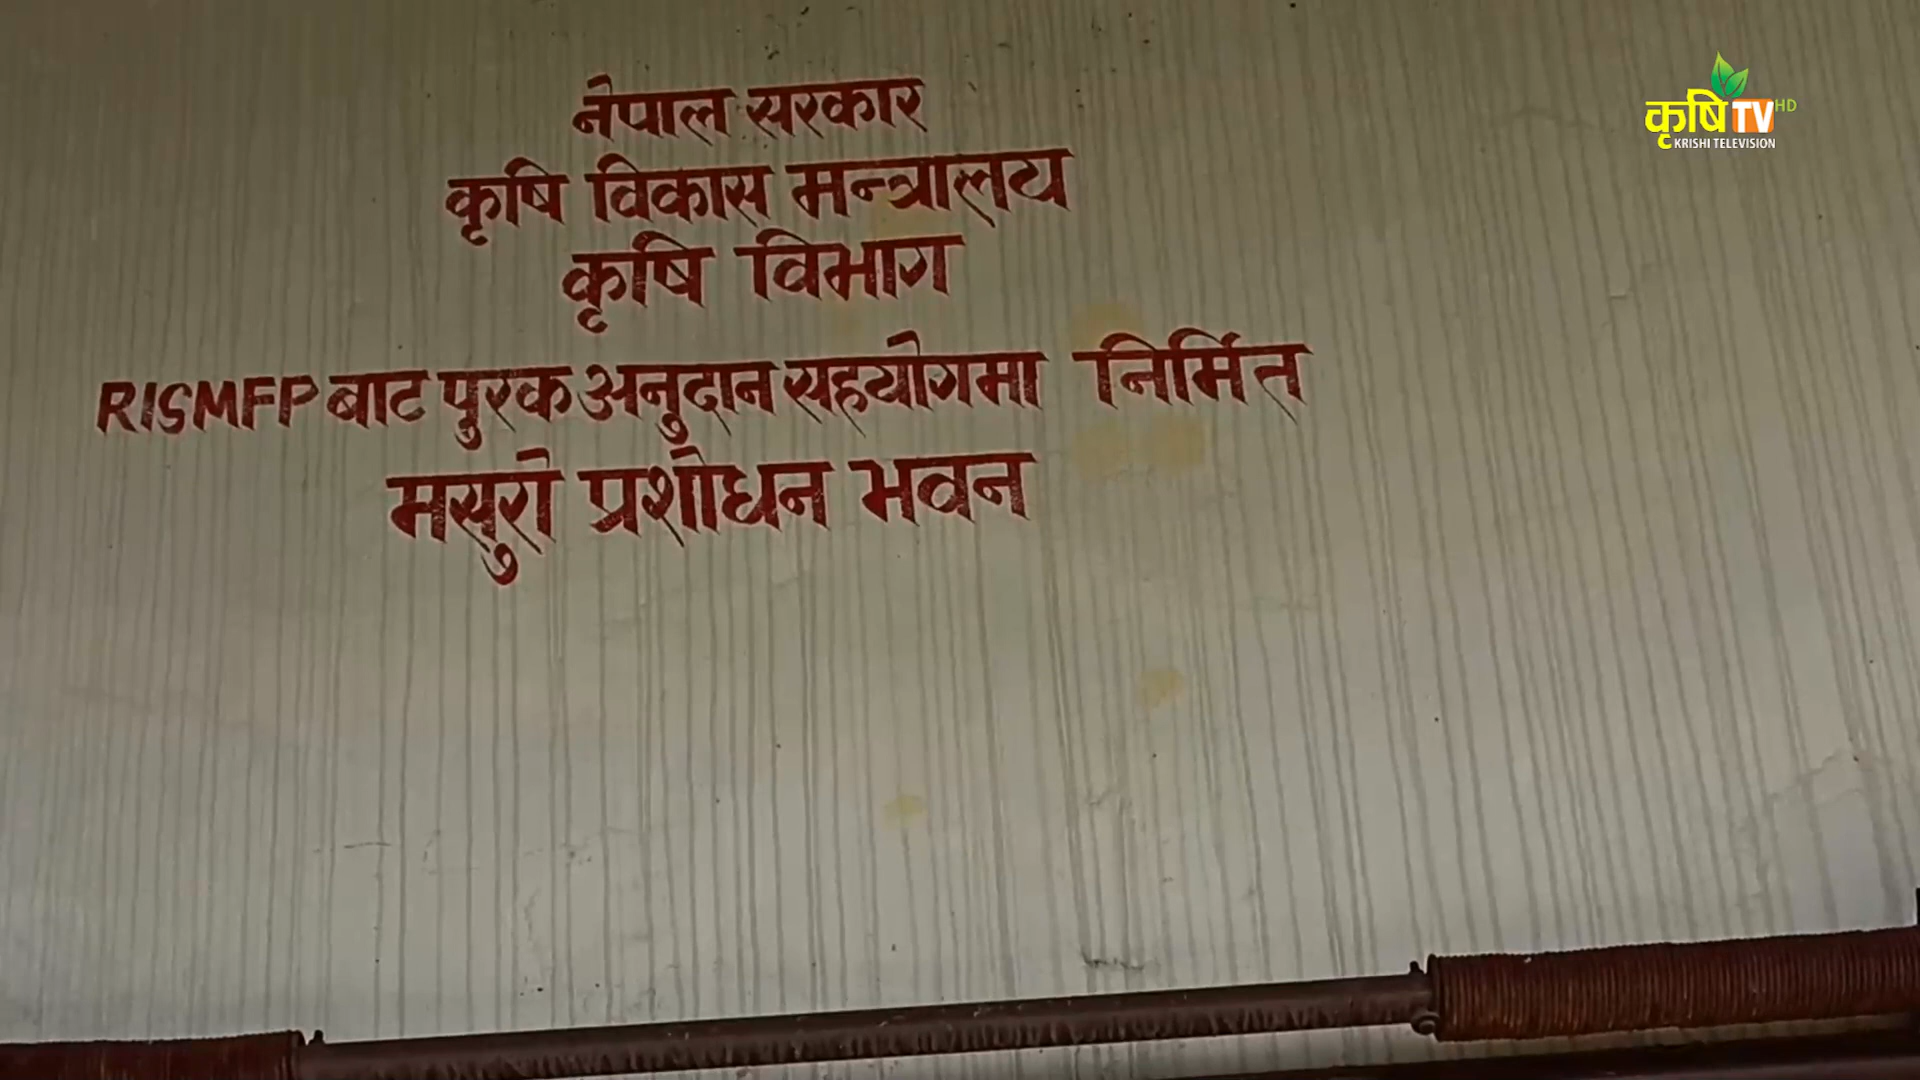 नेपाल सरकार
कृषि विकास मन्त्रालय
कृषि विभाग
RISMFP बाट पुरक अनुदान सहयोगमा निर्मित
मसुरो प्रशोधन भवन
कृषि TV HD
KRISHI TELEVISION